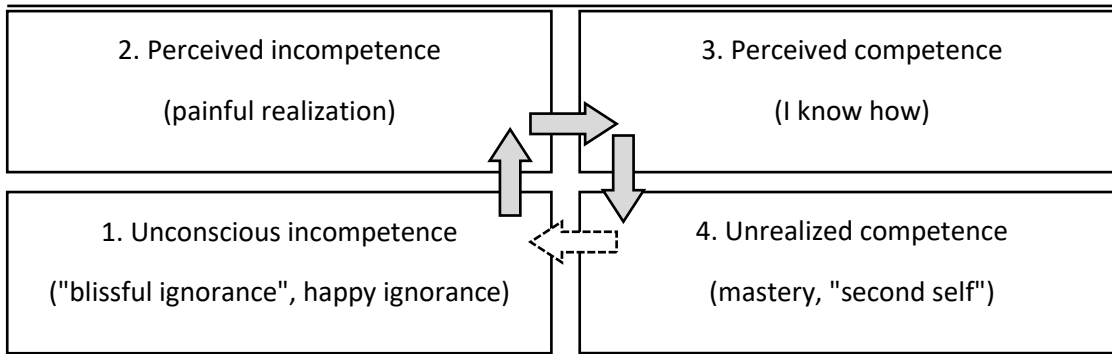 2. Perceived incompetence
(painful realization)
3. Perceived competence
(I know how)
1. Unconscious incompetence
("blissful ignorance", happy ignorance)
4. Unrealized competence
(mastery, "second self")